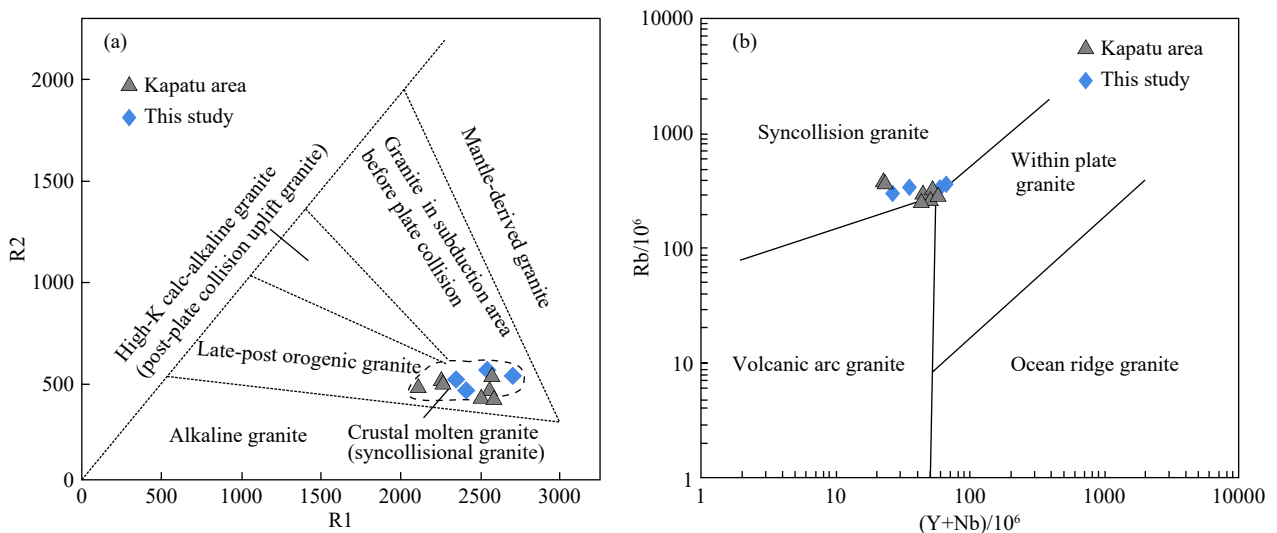 (a)
Kapatu area
This study
2000
1500
1000
500
0
R2
High-K calc-alkaline granite
(post-plate collision uplift granite)
Granite in subduction area
before plate collision
Mantle-derived granite
Late-post orogenic granite
Alkaline granite
Crustal molten granite
(syncollisional granite)
0
500
1000
1500
2000
2500
3000
R1
(b)
Kapatu area
This study
10000
1000
100
10
1
Rb/10⁶
Syncollision granite
Within plate
granite
Volcanic arc granite
Ocean ridge granite
1
10
100
1000
10000
(Y+Nb)/10⁶